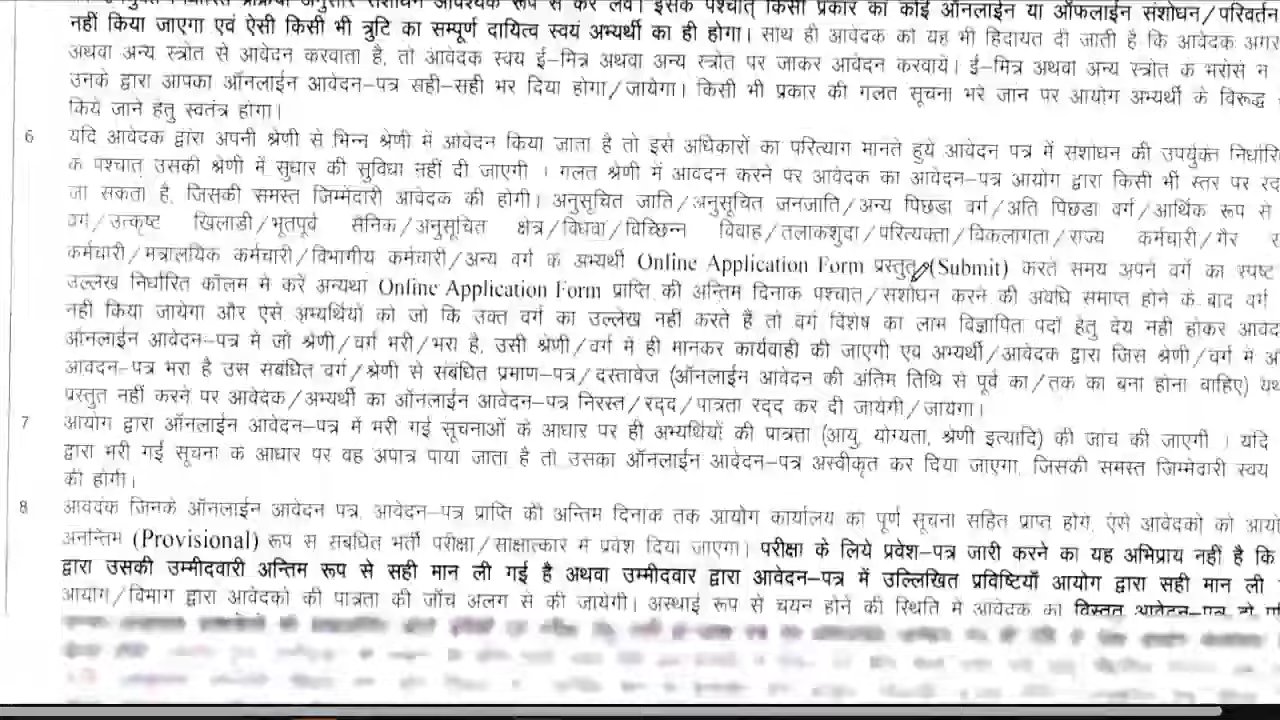 नहीं किया जाएगा एवं ऐसी किसी भी त्रुटि का सम्पूर्ण दायित्व स्वयं अभ्यर्थी का ही होगा। साथ ही आवेदक को यह भी हिदायत दी जाती है कि आवेदक अगर
अथवा अन्य स्त्रोत से आवेदन करवाता है, तो आवेदक स्वयं ई–मित्र अथवा अन्य स्त्रोत पर जाकर आवेदन करवाये। ई–मित्र अथवा अन्य स्त्रोत के भरोसे न
उनके द्वारा आपका ऑनलाईन आवेदन–पत्र सही–सही भर दिया होगा/जायेगा। किसी भी प्रकार की गलत सूचना भरे जाने पर आयोग अभ्यर्थी के विरूद्ध
किये जाने हेतु स्वतंत्र होगा।
6 यदि आवेदक द्वारा अपनी श्रेणी से भिन्न श्रेणी में आवेदन किया जाता है तो इसे अधिकारों का परित्याग मानते हुये आवेदन पत्र में संशोधन की उपर्युक्त
के पश्चात् उसकी श्रेणी में सुधार की सुविधा नहीं दी जाएगी । गलत श्रेणी में आवेदन करने पर आवेदक का आवेदन–पत्र आयोग द्वारा किसी भी स्तर पर
जा सकता है, जिसकी समस्त जिम्मेदारी आवेदक की होगी। अनुसूचित जाति/अनुसूचित जनजाति/अन्य पिछडा वर्ग/अति पिछडा वर्ग/आर्थिक रूप से
वर्ग/उत्कृष्ट खिलाडी/भूतपूर्व सैनिक/अनुसूचित क्षेत्र/विधवा/विच्छिन्न विवाह/तलाकशुदा/परित्यक्ता/विकलागता/राज्य कर्मचारी/गैर
कर्मचारी/मंत्रालयिक कर्मचारी/विभागीय कर्मचारी/अन्य वर्ग के अभ्यर्थी Online Application Form प्रस्तुत (Submit) करते समय अपने वर्ग का स्पष्ट
उल्लेख निर्धारित कॉलम मे करें अन्यथा Online Application Form प्राप्ति की अन्तिम दिनांक पश्चात/संशोधन करने की अवधि समाप्त होने के बाद वर्ग
नहीं किया जायेगा और ऐसे अभ्यर्थियों को जो कि उक्त वर्ग का उल्लेख नहीं करते है तो वर्ग विशेष का लाभ विज्ञापित पदों हेतु देय नही होकर
ऑनलाईन आवेदन–पत्र मे जो श्रेणी/वर्ग भरी/भरा है, उसी श्रेणी/वर्ग में ही मानकर कार्यवाही की जाएगी एवं अभ्यर्थी/आवेदक द्वारा जिस श्रेणी/वर्ग में
आवेदन–पत्र भरा है उस संबंधित वर्ग/श्रेणी से संबंधित प्रमाण–पत्र/दस्तावेज (ऑनलाईन आवेदन की अंतिम तिथि से पूर्व का/तक का बना होना चाहिए)
प्रस्तुत नहीं करने पर आवेदक/अभ्यर्थी का ऑनलाईन आवेदन–पत्र निरस्त/रदद/पात्रता रदद कर दी जायेगी/जायेगा।
7 आयोग द्वारा ऑनलाईन आवेदन–पत्र में भरी गई सूचनाओं के आधार पर ही अभ्यर्थियों की पात्रता (आयु, योग्यता, श्रेणी इत्यादि) की जांच की जाएगी । यदि
द्वारा भरी गई सूचना के आधार पर वह अपात्र पाया जाता है तो उसका ऑनलाईन आवेदन–पत्र अस्वीकृत कर दिया जाएगा, जिसकी समस्त जिम्मेवारी स्वयं
की होगी।
8 आवेदक जिनके ऑनलाईन आवेदन पत्र, आवेदन–पत्र प्राप्ति की अन्तिम दिनांक तक आयोग कार्यालय को पूर्ण सूचना सहित प्राप्त होंगे, ऐसे आवेदको को
अनन्तिम (Provisional) रूप से संबंधित भर्ती परीक्षा/साक्षात्कार मे प्रवेश दिया जाएगा। परीक्षा के लिये प्रवेश–पत्र जारी करने का यह अभिप्राय नहीं है कि
द्वारा उसकी उम्मीदवारी अन्तिम रूप से सही मान ली गई है अथवा उम्मीदवार द्वारा आवेदन–पत्र में उल्लिखित प्रविष्टियाँ आयोग द्वारा सही मान ली
आयोग/विभाग द्वारा आवेदको की पात्रता की जाँच अलग से की जायेगी। अस्थाई रूप से चयन होने की स्थिति मे आवेदक को विस्तृत आवेदन–पत्र